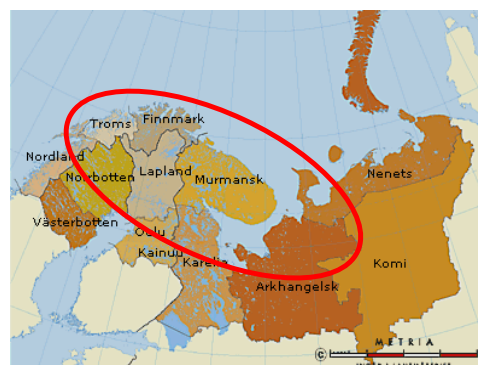 Finnmark
Troms
Nordland
Norrbotten
Lapland
Murmansk
Nenets
Västerbotten
Oulu
Kainuu
Karelia
Komi
Arkhangelsk
METRIA
©